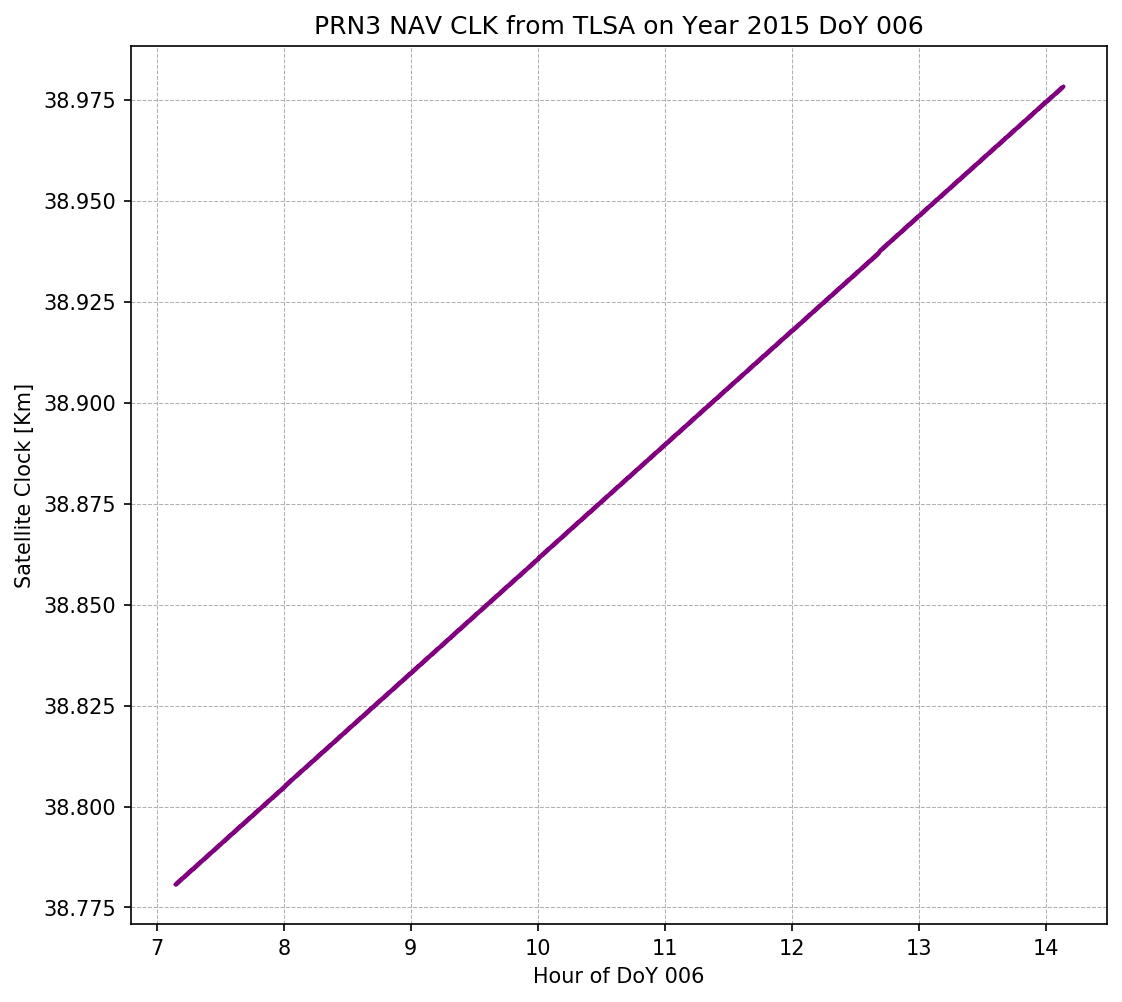 PRN3 NAV CLK from TLSA on Year 2015 DoY 006
38.975
38.950
38.925
38.900
38.875
38.850
38.825
38.800
38.775
Satellite Clock [Km]
7 8 9 10 11 12 13 14
Hour of DoY 006